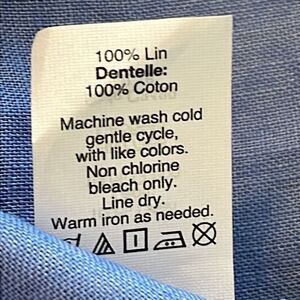 100% Lin
Dentelle:
100% Coton
Machine wash cold
gentle cycle,
with like colors.
Non chlorine
bleach only.
Line dry.
Warm iron as needed.